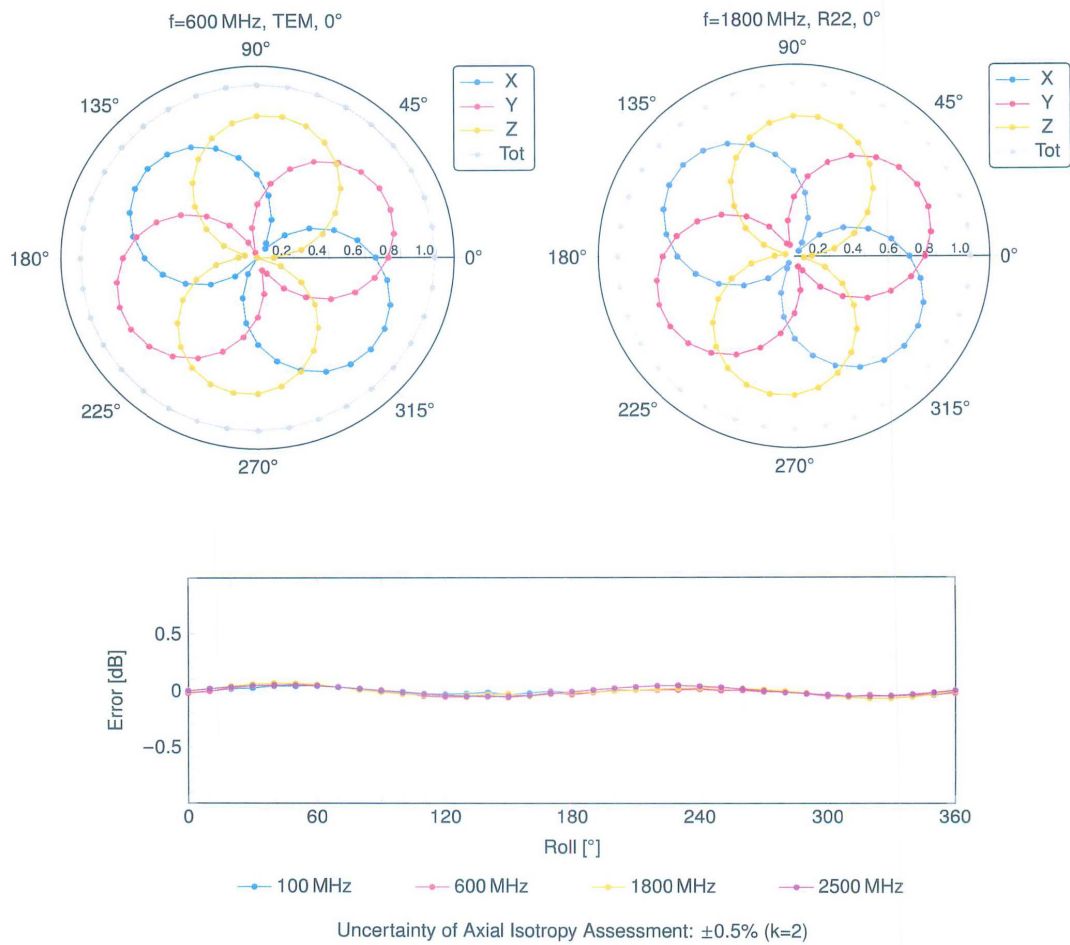 f=600 MHz, TEM, 0°
90°
135°
45°
180°
0°
225°
315°
270°
0.2 0.4 0.6 0.8 1.0
X
Y
Z
Tot
f=1800 MHz, R22, 0°
90°
135°
45°
180°
0°
225°
315°
270°
0.2 0.4 0.6 0.8 1.0
X
Y
Z
Tot
Error [dB]
0.5
0
−0.5
0 60 120 180 240 300 360
Roll [°]
100 MHz 600 MHz 1800 MHz 2500 MHz
Uncertainty of Axial Isotropy Assessment: ±0.5% (k=2)